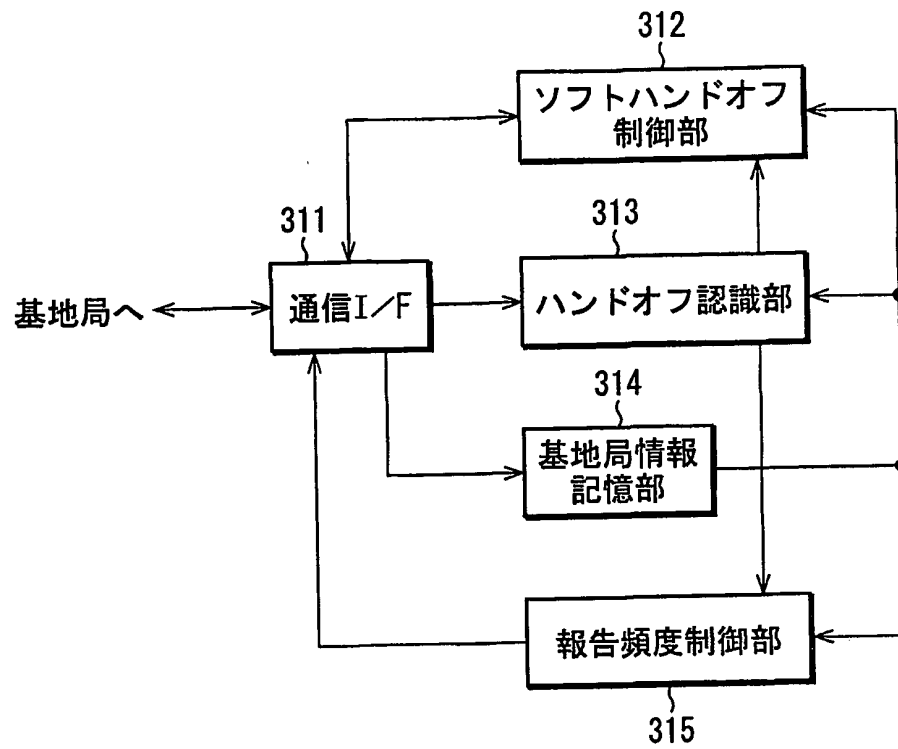 312
ソフトハンドオフ
制御部
311
313
基地局へ
通信I/F
ハンドオフ認識部
314
基地局情報
記憶部
報告頻度制御部
315